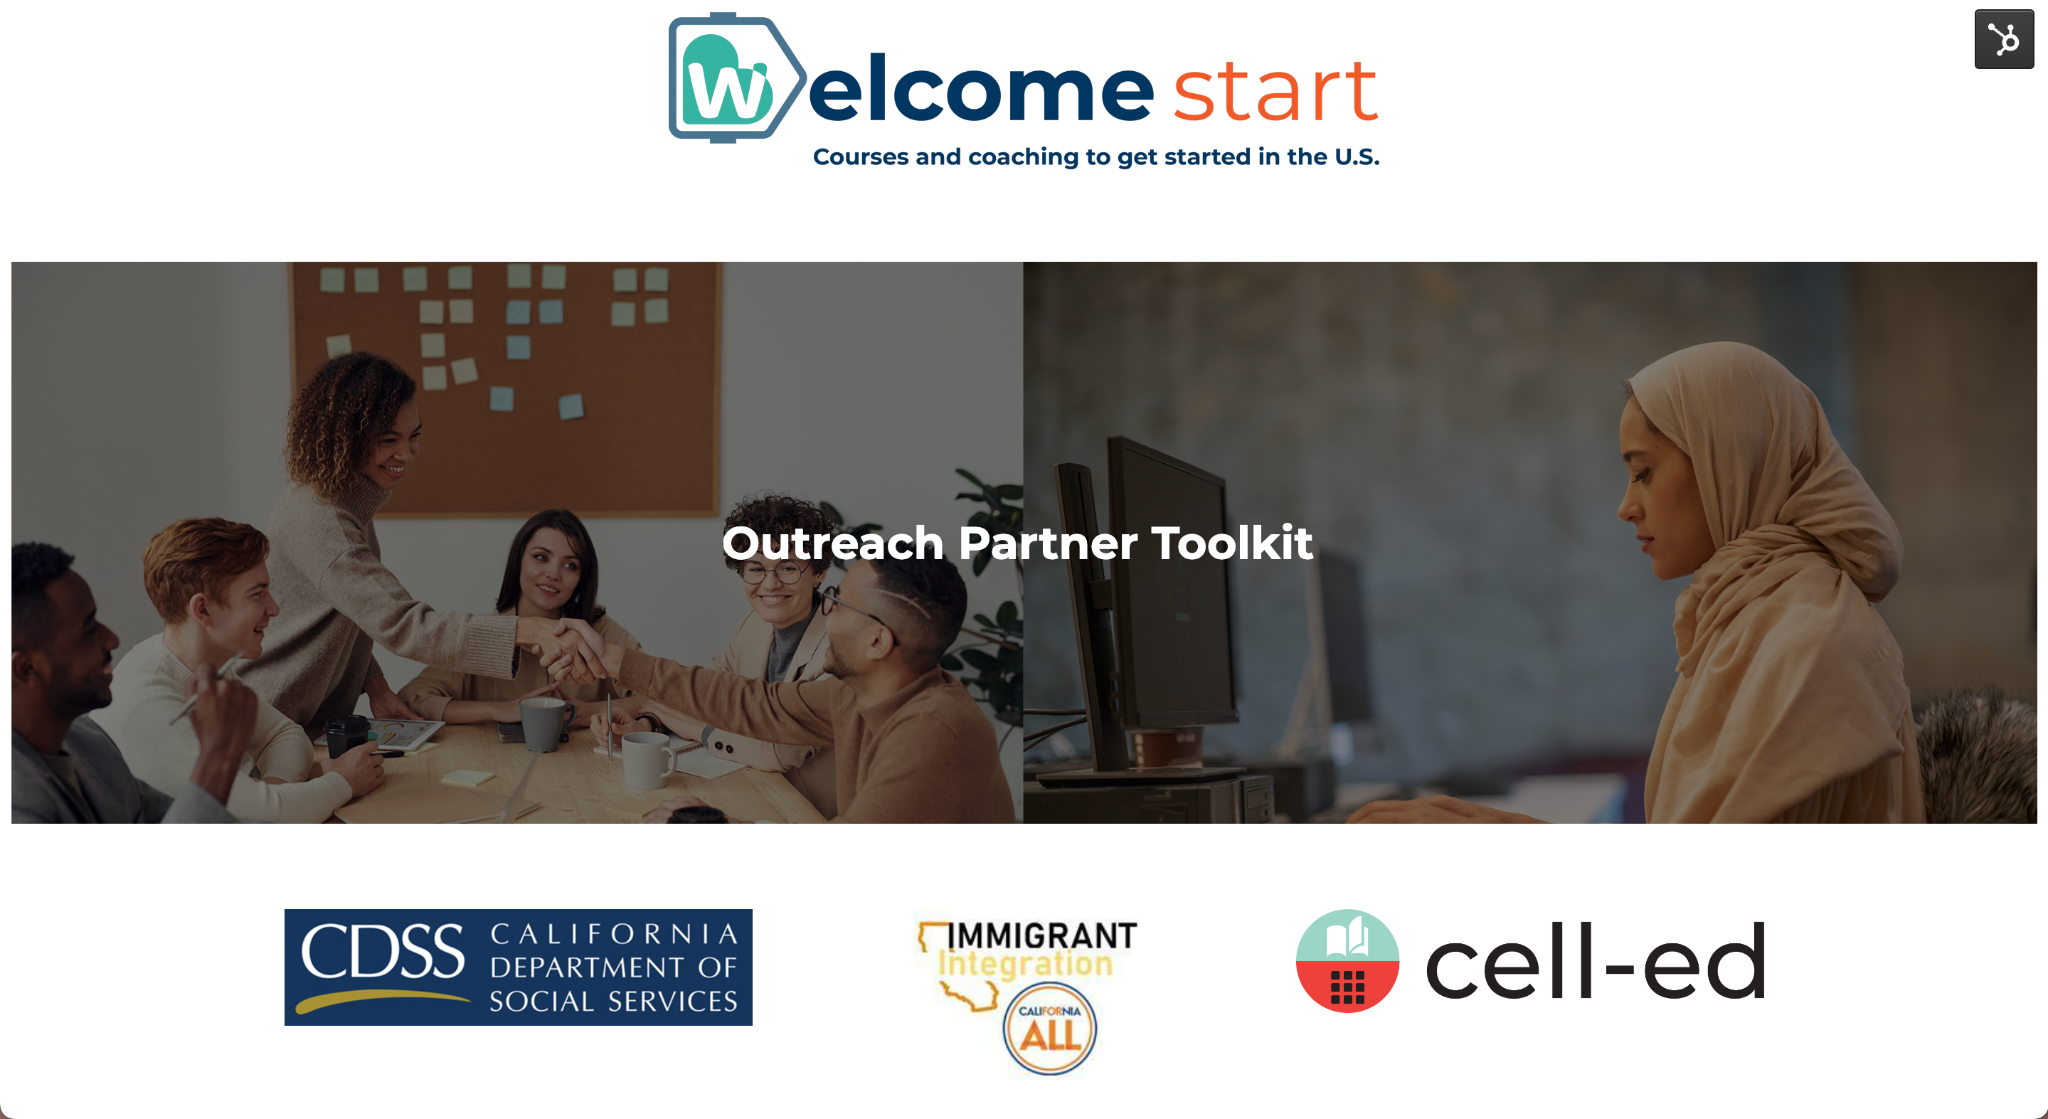 Welcome start
Courses and coaching to get started in the U.S.
Outreach Partner Toolkit
CDSS CALIFORNIA
DEPARTMENT OF
SOCIAL SERVICES
IMMIGRANT
Integration
CALIFORNIA
ALL
cell-ed